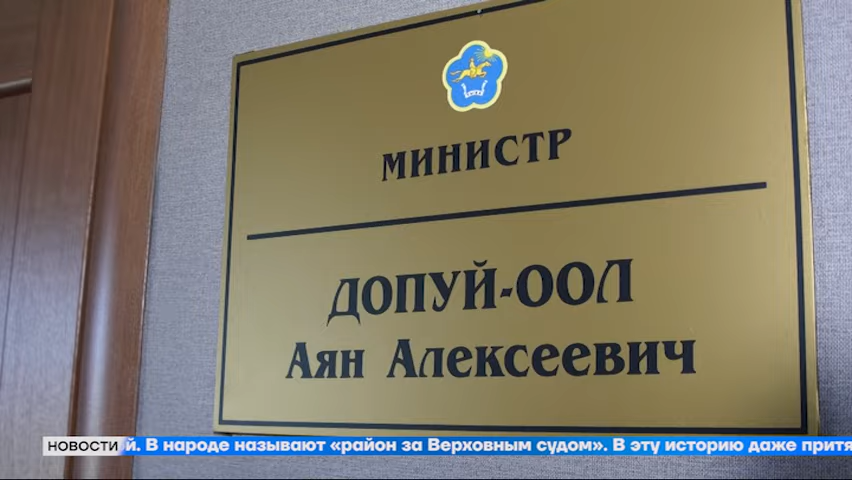 МИНИСТР
ДОПУЙ-ООЛ
Аян Алексеевич
НОВОСТИ й. В народе называют «район за Верховным судом». В эту историю даже притя